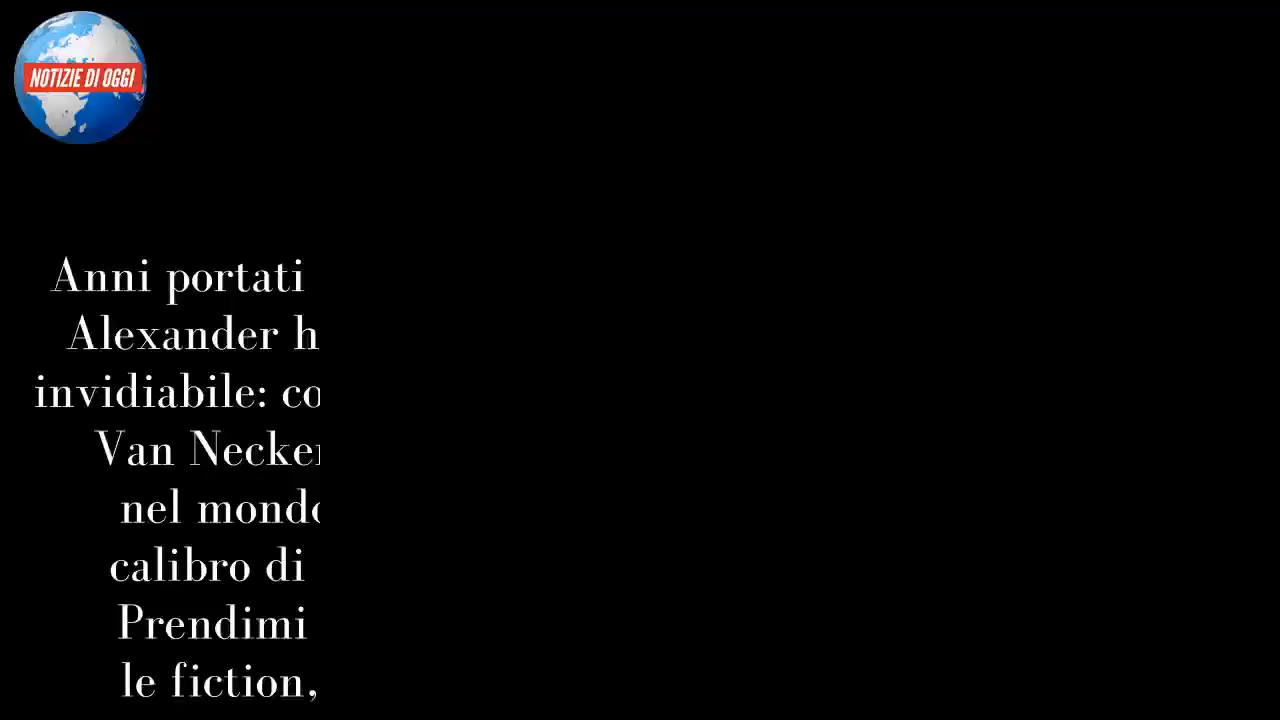 NOTIZIE DI OGGI
Anni portati
Alexander h
invidiabile: co
Van Necker
nel mondo
calibro di
Prendimi
le fiction,